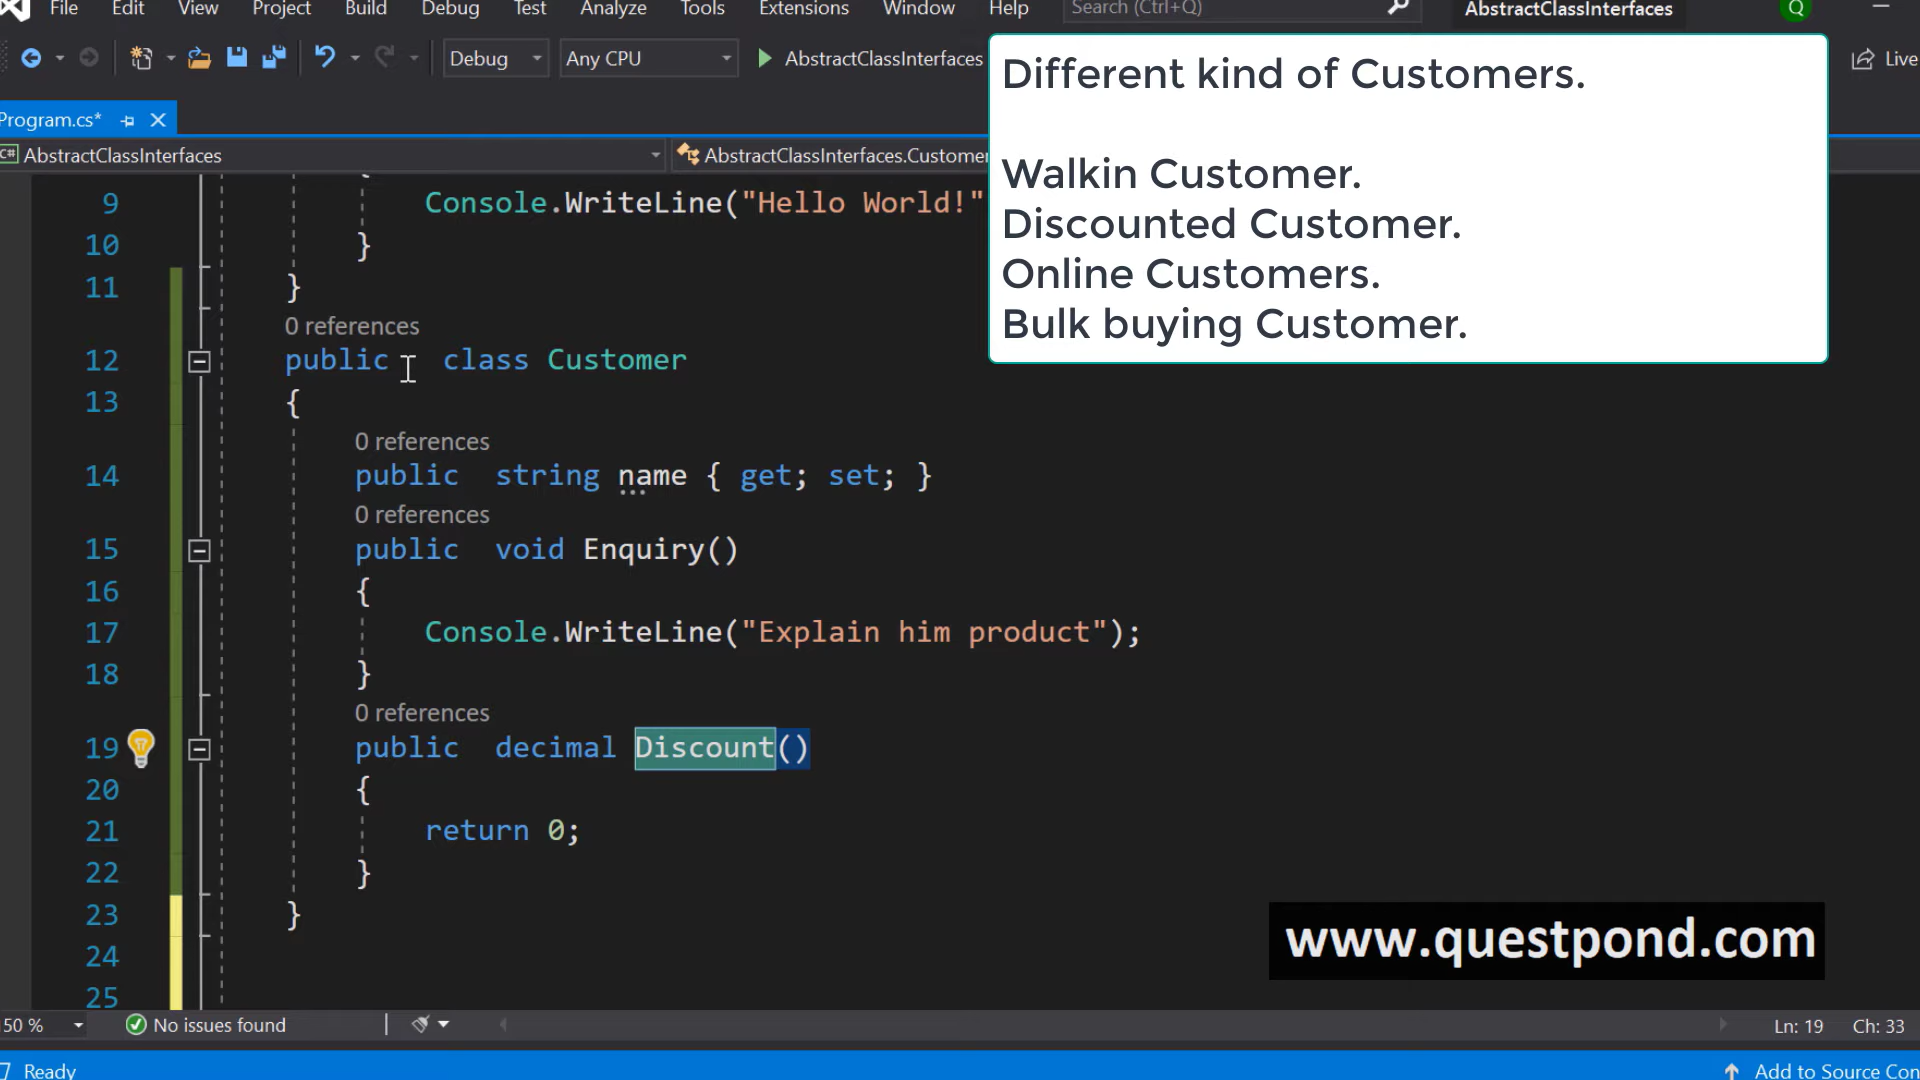 File Edit View Project Build Debug Test Analyze Tools Extensions Window Help Search (Ctrl+Q) AbstractClassInterfaces Q
Debug Any CPU AbstractClassInterfaces Live
Program.cs*
C# AbstractClassInterfaces AbstractClassInterfaces.Customer
Different kind of Customers.
Walkin Customer.
Discounted Customer.
Online Customers.
Bulk buying Customer.
{
9 Console.WriteLine("Hello World!"
10 }
11 }
0 references
12 public class Customer
13 {
0 references
14 public string name { get; set; }
0 references
15 public void Enquiry()
16 {
17 Console.WriteLine("Explain him product");
18 }
0 references
19 public decimal Discount()
20 {
21 return 0;
22 }
23 }
24
25
www.questpond.com
50 % No issues found Ln: 19 Ch: 33
Ready Add to Source Con